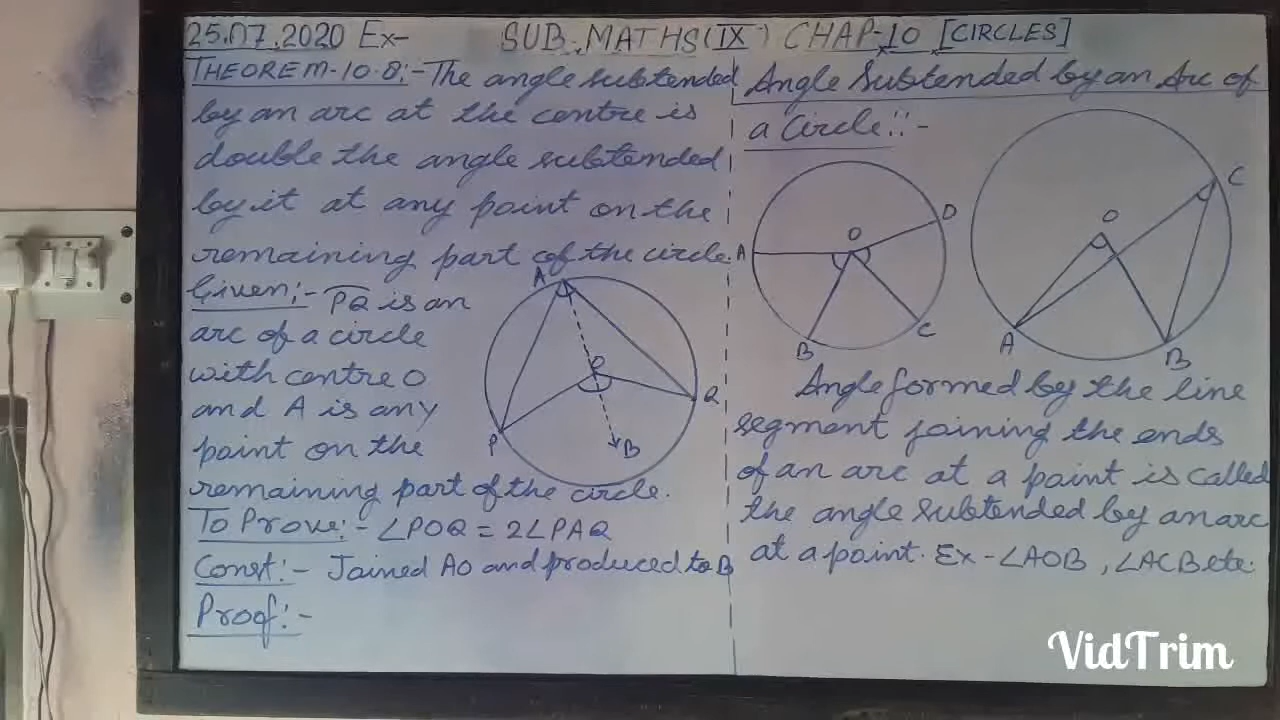 25.07.2020 Ex- SUB. MATHS (IX) CHAP-10 [CIRCLES]
THEOREM-10.8:- The angle subtended
by an arc at the centre is
double the angle subtended
by it at any point on the
remaining part of the circle.
Given:- PQ is an
arc of a circle
with centre O
and A is any
point on the
remaining part of the circle.
To Prove:- ∠POQ = 2∠PAQ
Const:- Joined AO and produced to B
Proof:-
A
O
P
Q
B
Angle Subtended by an Arc of
a Circle::-
A
O
D
B
C
O
C
A
B
Angle formed by the line
segment joining the ends
of an arc at a point is called
the angle subtended by an arc
at a point. Ex- ∠AOB, ∠ACB etc.
VidTrim